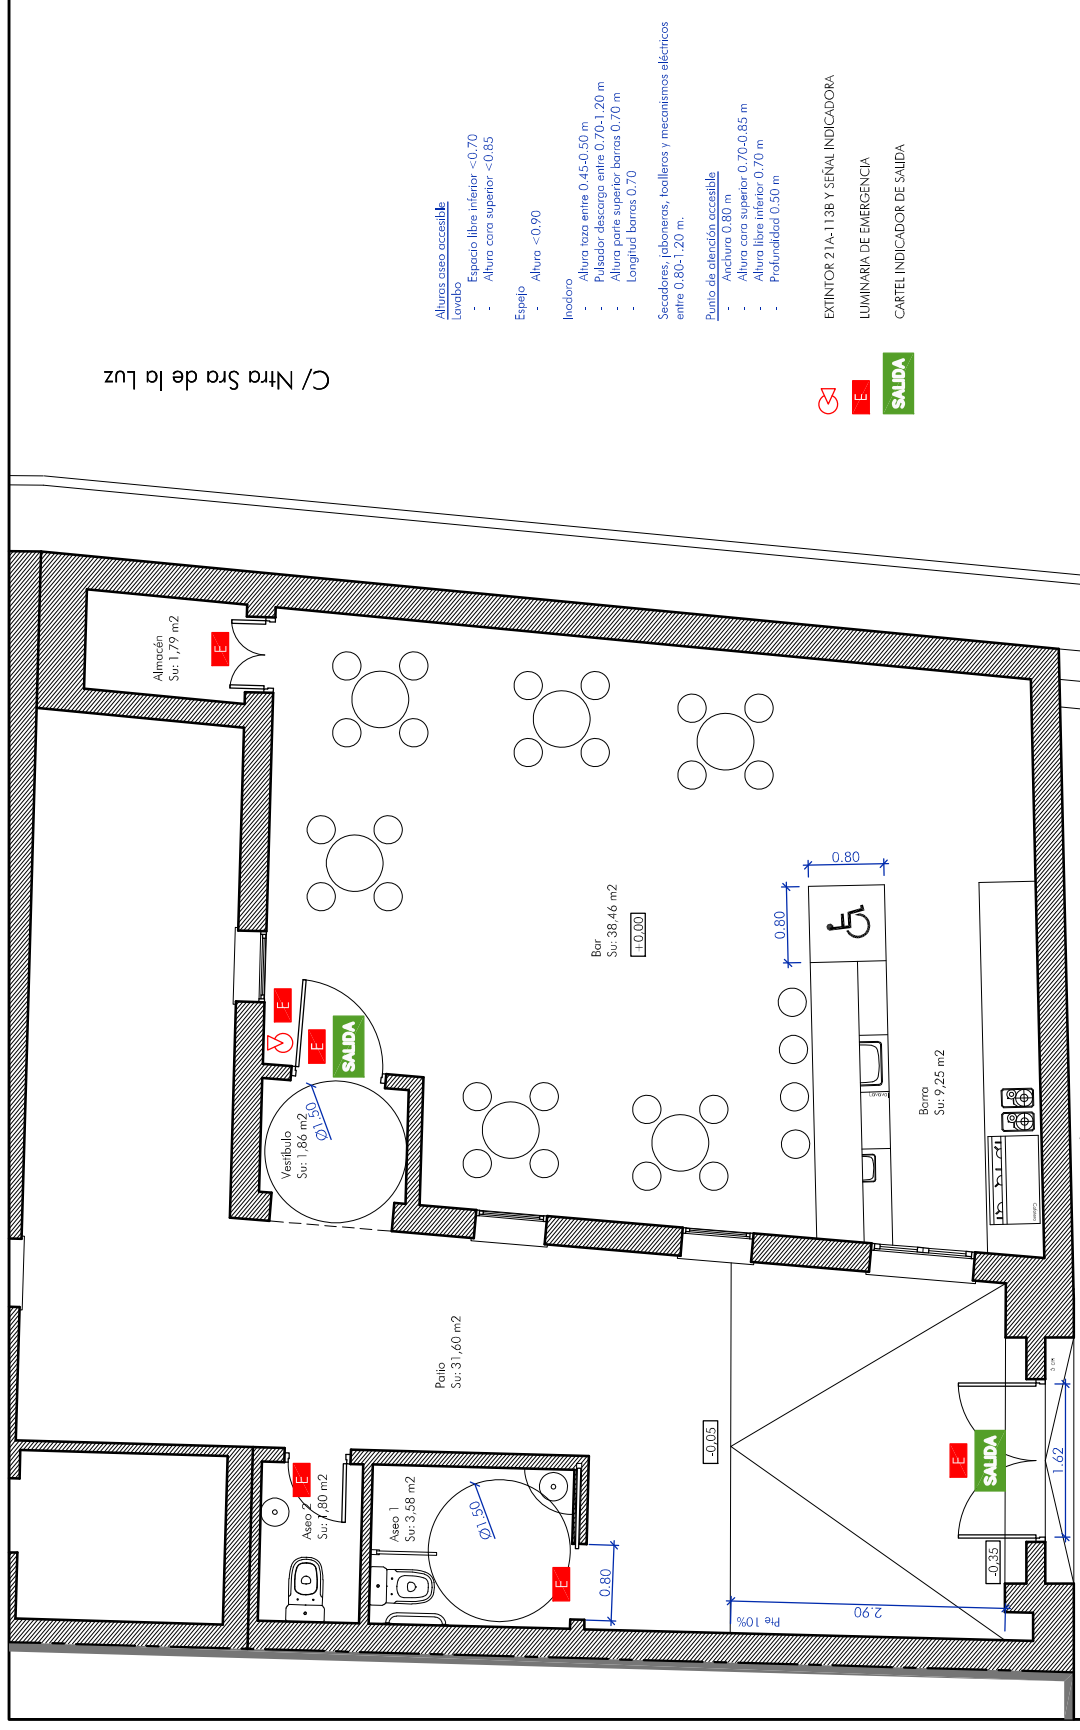 C/ Ntra Sra de la Luz
Alturas aseo accesible
Lavabo
- Espacio libre inferior <0.70
- Altura cara superior <0.85
Espejo
- Altura <0.90
Inodoro
- Altura taza entre 0.45-0.50 m
- Pulsador descarga entre 0.70-1.20 m
- Altura parte superior barras 0.70 m
- Longitud barras 0.70
Secadores, jaboneras, toalleros y mecanismos eléctricos
entre 0.80-1.20 m.
Punto de atención accesible
- Anchura 0.80 m
- Altura cara superior 0.70-0.85 m
- Altura libre inferior 0.70 m
- Profundidad 0.50 m
EXTINTOR 21A-113B Y SEÑAL INDICADORA
E
LUMINARIA DE EMERGENCIA
SALIDA
CARTEL INDICADOR DE SALIDA
Almacén
Su: 1,79 m2
E
Bar
Su: 38,46 m2
+0,00
0.80
0.80
Barra
Su: 9,25 m2
E
E
SALIDA
Vestíbulo
Su: 1,86 m2
Ø1.50
Patio
Su: 31,60 m2
-0,05
Aseo 2
Su: 1,80 m2
E
Aseo 1
Su: 3,58 m2
Ø1.50
E
0.80
Pte 10%
2.90
-0,35
E
SALIDA
1.62